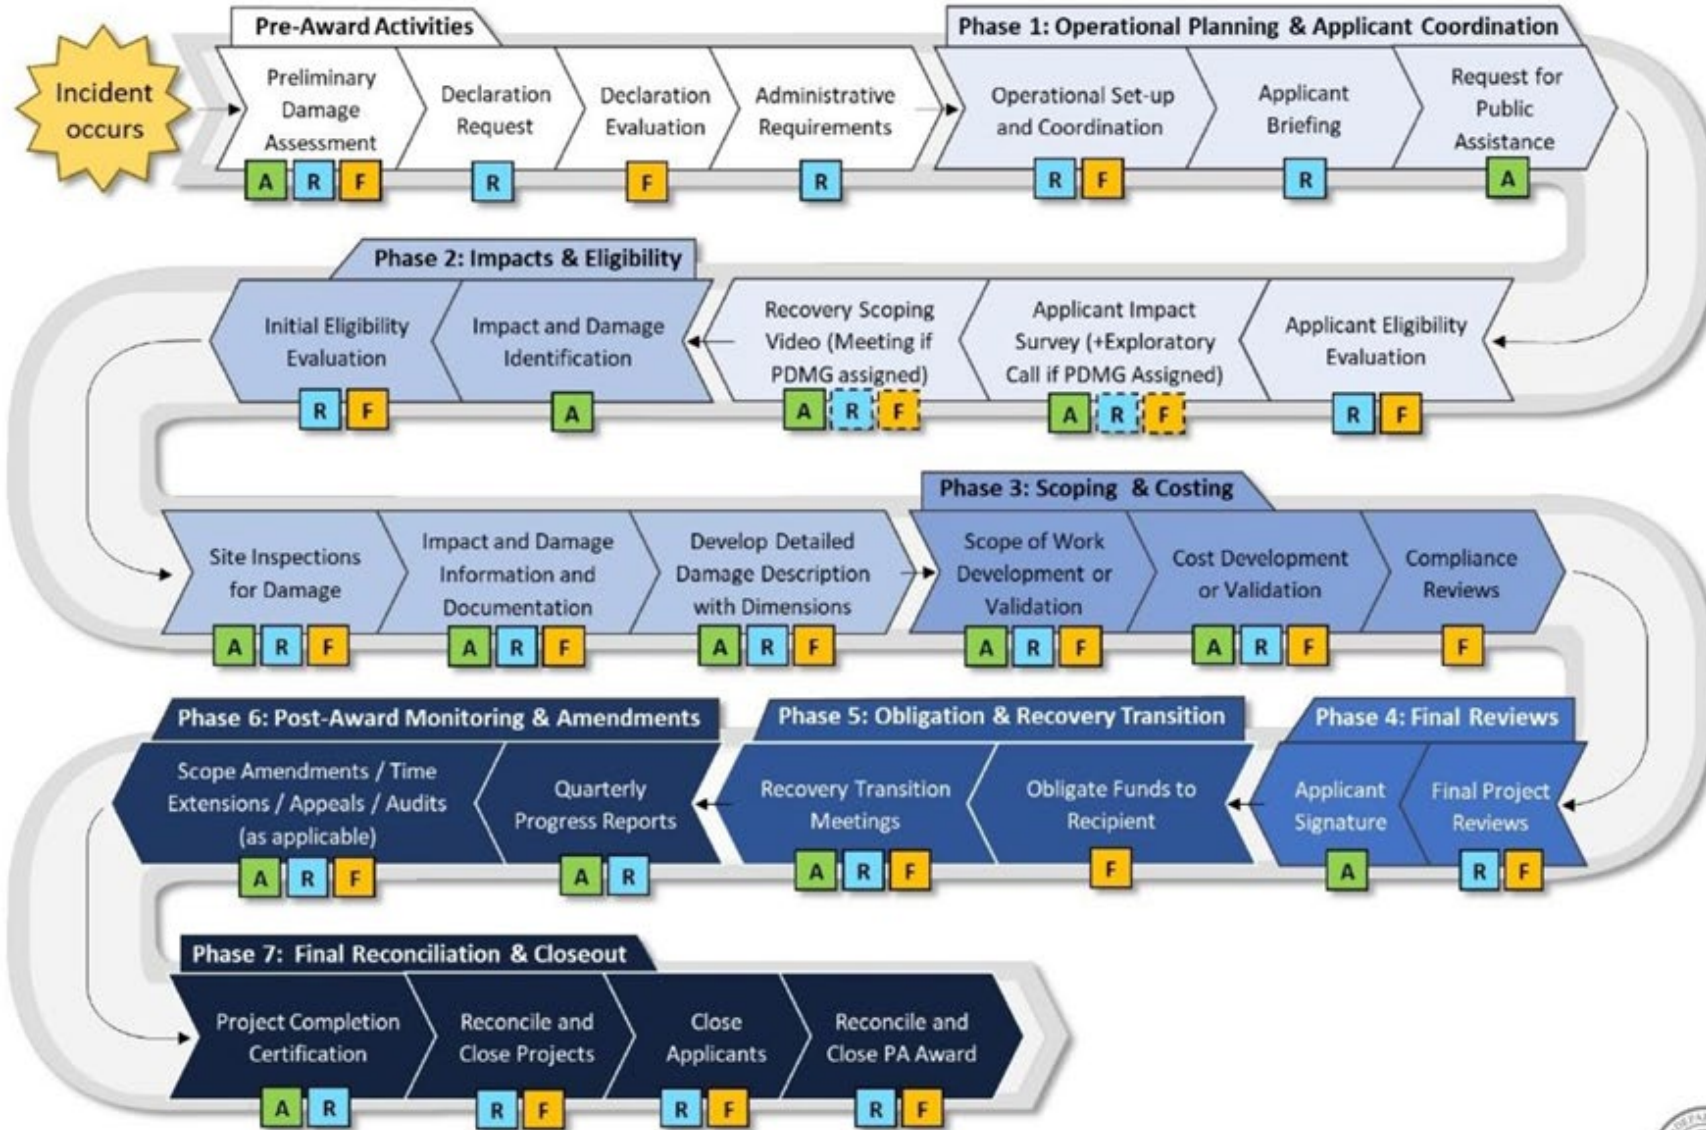 Incident
occurs
Pre-Award Activities
Preliminary
Damage
Assessment
A R F
Declaration
Request
R
Declaration
Evaluation
F
Administrative
Requirements
R
Phase 1: Operational Planning & Applicant Coordination
Operational Set-up
and Coordination
R F
Applicant
Briefing
R
Request for
Public
Assistance
A
Applicant Eligibility
Evaluation
R F
Applicant Impact
Survey (+Exploratory
Call if PDMG Assigned)
A R F
Recovery Scoping
Video (Meeting if
PDMG assigned)
A R F
Phase 2: Impacts & Eligibility
Impact and Damage
Identification
A
Initial Eligibility
Evaluation
R F
Site Inspections
for Damage
A R F
Impact and Damage
Information and
Documentation
A R F
Develop Detailed
Damage Description
with Dimensions
A R F
Phase 3: Scoping & Costing
Scope of Work
Development or
Validation
A R F
Cost Development
or Validation
A R F
Compliance
Reviews
F
Phase 4: Final Reviews
Final Project
Reviews
R F
Applicant
Signature
A
Phase 5: Obligation & Recovery Transition
Obligate Funds to
Recipient
F
Recovery Transition
Meetings
A R F
Phase 6: Post-Award Monitoring & Amendments
Quarterly
Progress Reports
A R
Scope Amendments / Time
Extensions / Appeals / Audits
(as applicable)
A R F
Phase 7: Final Reconciliation & Closeout
Project Completion
Certification
A R
Reconcile and
Close Projects
R F
Close
Applicants
R F
Reconcile and
Close PA Award
R F